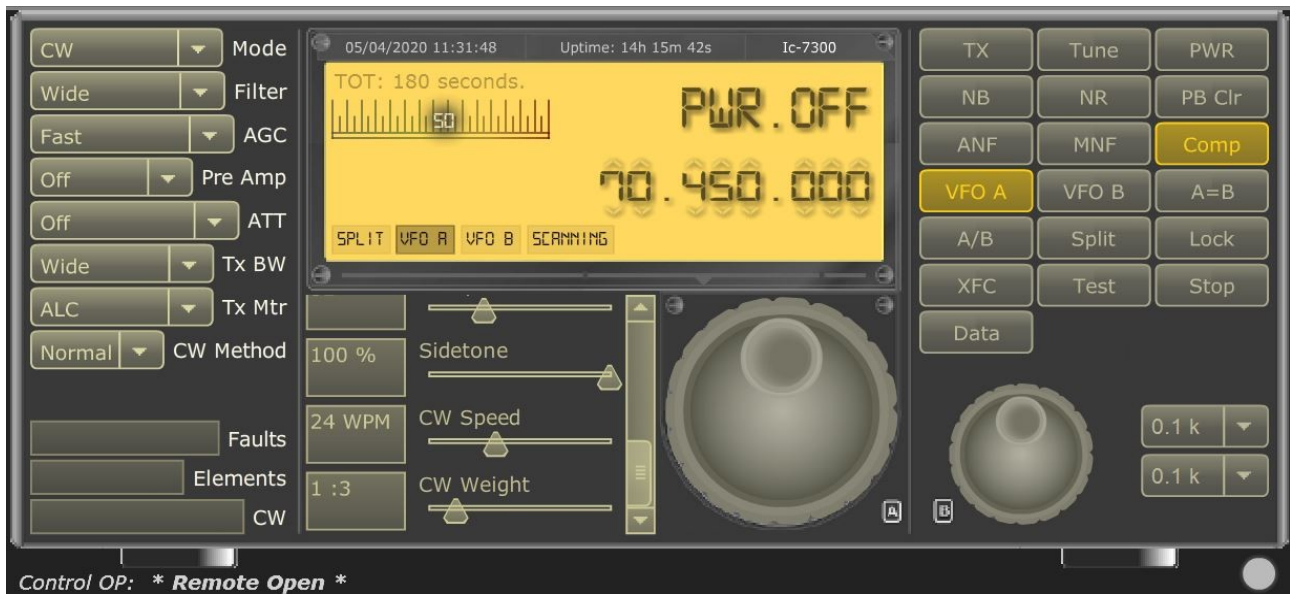 CW Mode
Wide Filter
Fast AGC
Off Pre Amp
Off ATT
Wide Tx BW
ALC Tx Mtr
Normal CW Method
Faults
Elements
CW
05/04/2020 11:31:48 Uptime: 14h 15m 42s Ic-7300
TOT: 180 seconds.
50
PWR.OFF
70.450.000
SPLIT VFO A VFO B SCANNING
100 % Sidetone
24 WPM CW Speed
1 :3 CW Weight
A
TX Tune PWR
NB NR PB Clr
ANF MNF Comp
VFO A VFO B A=B
A/B Split Lock
XFC Test Stop
Data
0.1 k
0.1 k
B
Control OP: * Remote Open *